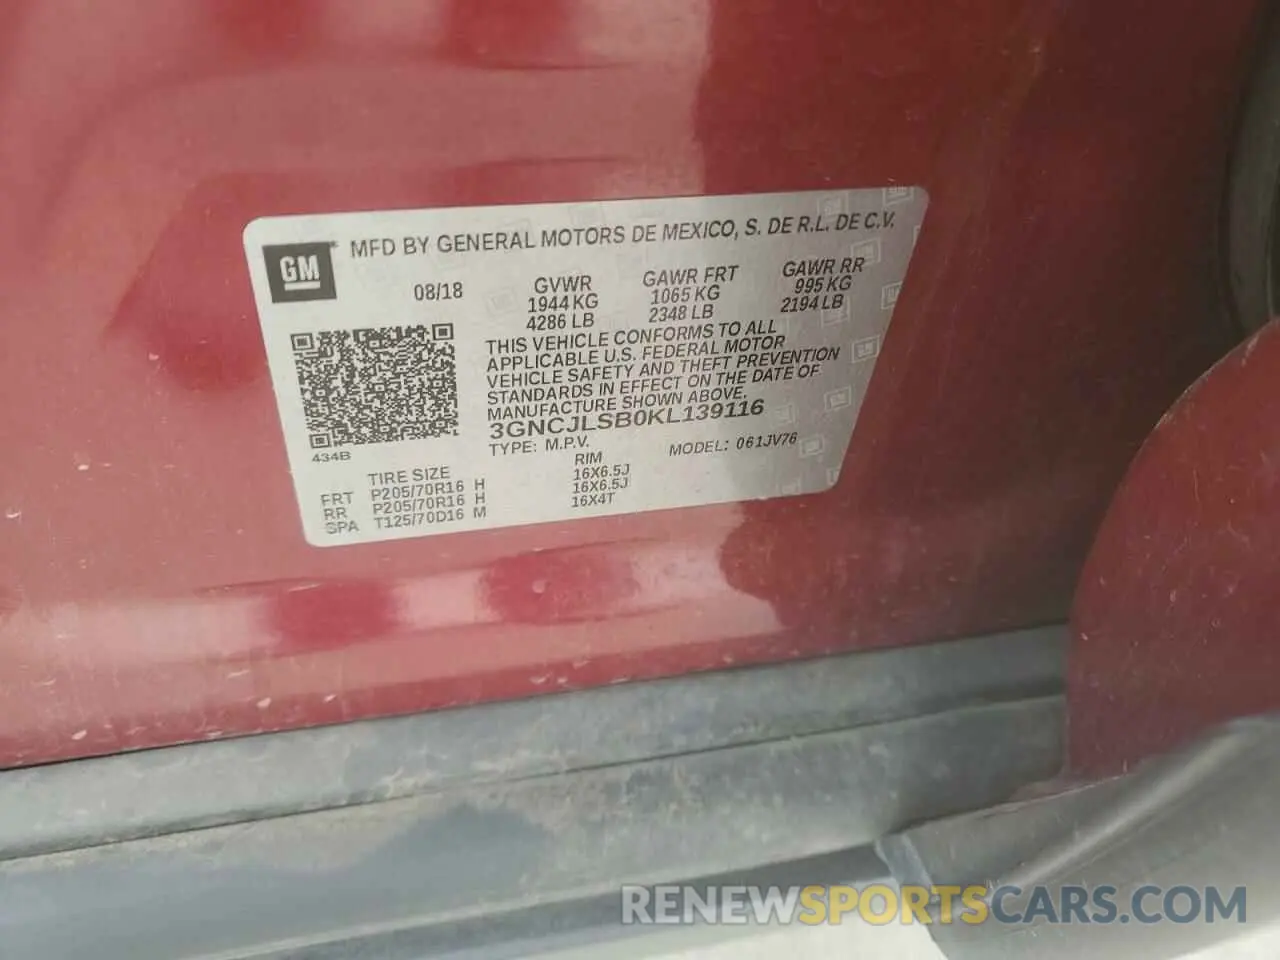 GM
MFD BY GENERAL MOTORS DE MEXICO, S. DE R.L. DE C.V.
08/18
GVWR
1944 KG
4286 LB
GAWR FRT
1065 KG
2348 LB
GAWR RR
995 KG
2194 LB
THIS VEHICLE CONFORMS TO ALL
APPLICABLE U.S. FEDERAL MOTOR
VEHICLE SAFETY AND THEFT PREVENTION
STANDARDS IN EFFECT ON THE DATE OF
MANUFACTURE SHOWN ABOVE.
3GNCJLSB0KL139116
TYPE: M.P.V. MODEL: 061JV76
434B
TIRE SIZE RIM
FRT P205/70R16 H 16X6.5J
RR P205/70R16 H 16X6.5J
SPA T125/70D16 M 16X4T
RENEWSPORTSCARS.COM